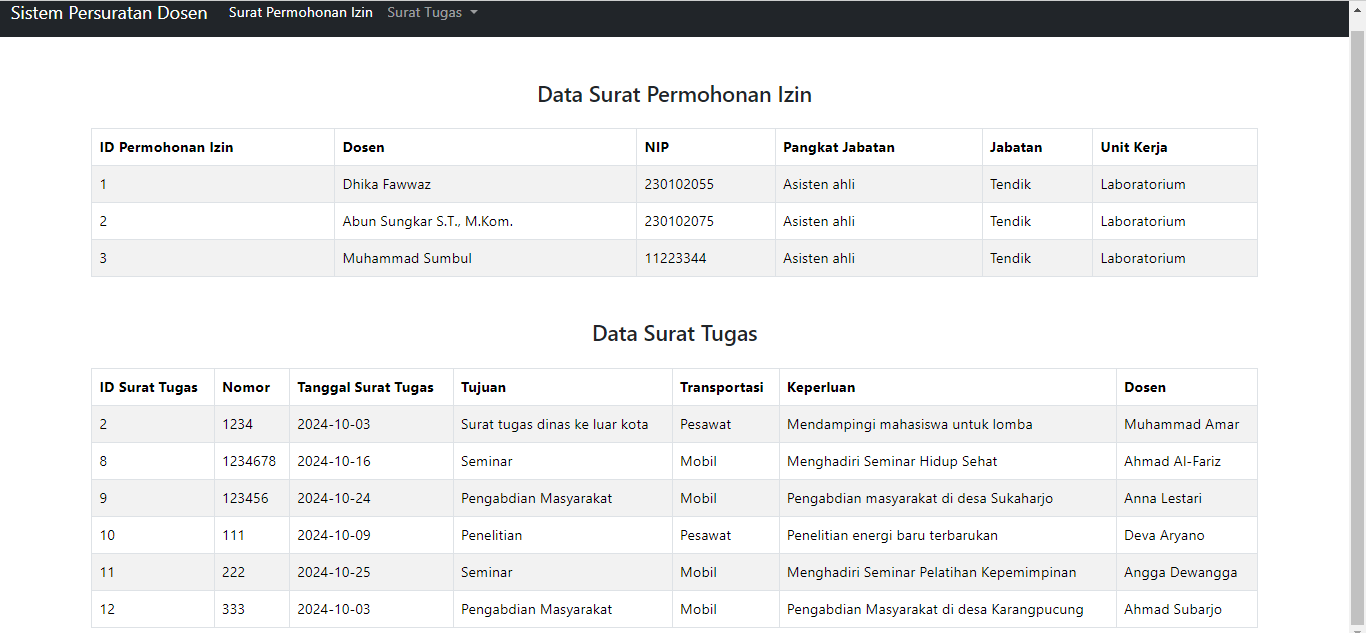 Sistem Persuratan Dosen Surat Permohonan Izin Surat Tugas
Data Surat Permohonan Izin
ID Permohonan Izin Dosen NIP Pangkat Jabatan Jabatan Unit Kerja
1 Dhika Fawwaz 230102055 Asisten ahli Tendik Laboratorium
2 Abun Sungkar S.T., M.Kom. 230102075 Asisten ahli Tendik Laboratorium
3 Muhammad Sumbul 11223344 Asisten ahli Tendik Laboratorium
Data Surat Tugas
ID Surat Tugas Nomor Tanggal Surat Tugas Tujuan Transportasi Keperluan Dosen
2 1234 2024-10-03 Surat tugas dinas ke luar kota Pesawat Mendampingi mahasiswa untuk lomba Muhammad Amar
8 1234678 2024-10-16 Seminar Mobil Menghadiri Seminar Hidup Sehat Ahmad Al-Fariz
9 123456 2024-10-24 Pengabdian Masyarakat Mobil Pengabdian masyarakat di desa Sukaharjo Anna Lestari
10 111 2024-10-09 Penelitian Pesawat Penelitian energi baru terbarukan Deva Aryano
11 222 2024-10-25 Seminar Mobil Menghadiri Seminar Pelatihan Kepemimpinan Angga Dewangga
12 333 2024-10-03 Pengabdian Masyarakat Mobil Pengabdian Masyarakat di desa Karangpucung Ahmad Subarjo